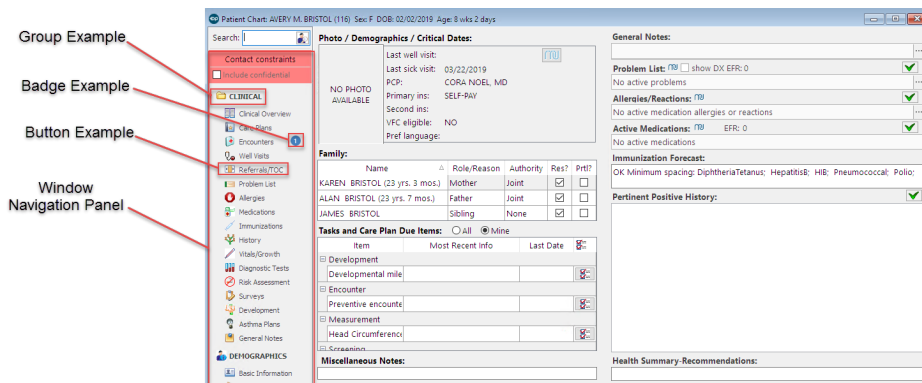 Group Example
Badge Example
Button Example
Window
Navigation Panel
Patient Chart: AVERY M. BRISTOL (116) Sex: F DOB: 02/02/2019 Age: 8 wks 2 days
Search:
Contact constraints
Include confidential
CLINICAL
Clinical Overview
Care Plans
Encounters
1
Well Visits
Referrals/TOC
Problem List
Allergies
Medications
Immunizations
History
Vitals/Growth
Diagnostic Tests
Risk Assessment
Surveys
Development
Asthma Plans
General Notes
DEMOGRAPHICS
Basic Information
Photo / Demographics / Critical Dates:
NO PHOTO
AVAILABLE
Last well visit:
Last sick visit: 03/22/2019
PCP: CORA NOEL, MD
Primary ins: SELF-PAY
Second ins:
VFC eligible: NO
Pref language:
Family:
Name Role/Reason Authority Res? Prtl?
KAREN BRISTOL (23 yrs. 3 mos.) Mother Joint
ALAN BRISTOL (23 yrs. 7 mos.) Father Joint
JAMES BRISTOL Sibling None
Tasks and Care Plan Due Items: All Mine
Item Most Recent Info Last Date
Development
Developmental mile
Encounter
Preventive encounte
Measurement
Head Circumference
Screening
Miscellaneous Notes:
General Notes:
Problem List: show DX EFR: 0
No active problems
Allergies/Reactions:
No active medication allergies or reactions
Active Medications: EFR: 0
No active medications
Immunization Forecast:
OK Minimum spacing: DiphtheriaTetanus; HepatitisB; HIB; Pneumococcal; Polio;
Pertinent Positive History:
Health Summary-Recommendations: